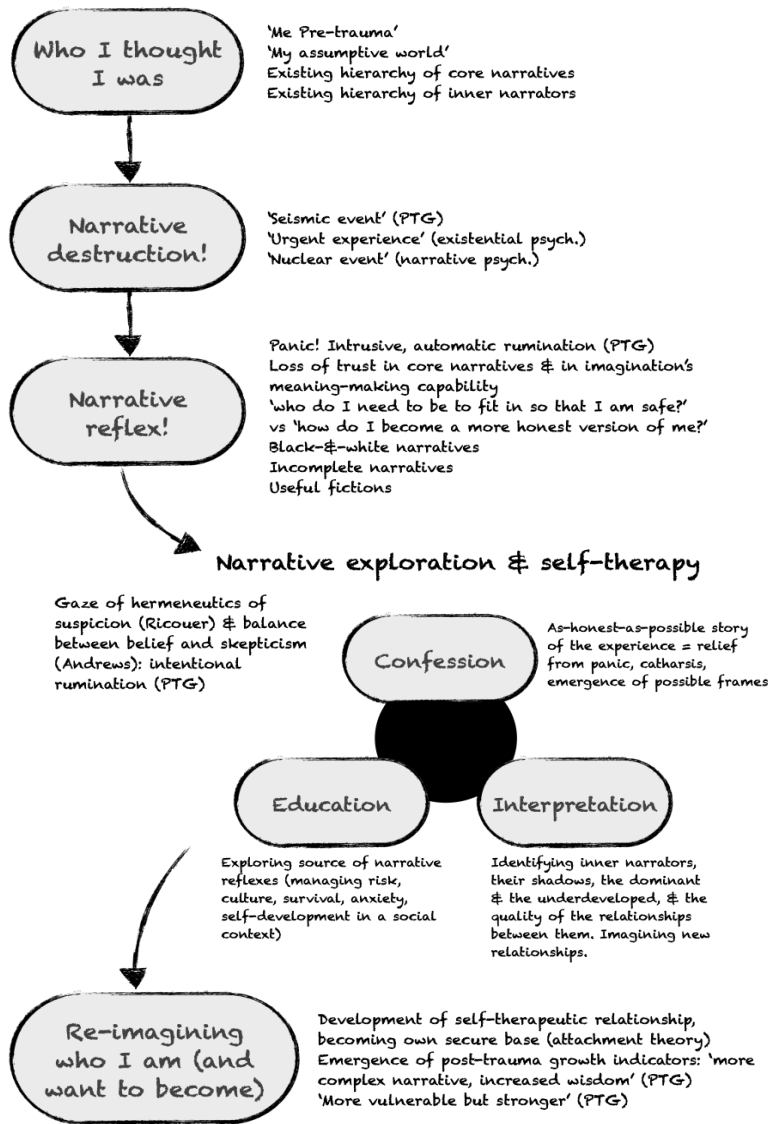 Who I thought
I was
'Me Pre-trauma'
'My assumptive world'
Existing hierarchy of core narratives
Existing hierarchy of inner narrators
Narrative
destruction!
'Seismic event' (PTG)
'Urgent experience' (existential psych.)
'Nuclear event' (narrative psych.)
Narrative
reflex!
Panic! Intrusive, automatic rumination (PTG)
Loss of trust in core narratives & in imagination's
meaning-making capability
'who do I need to be to fit in so that I am safe?'
vs 'how do I become a more honest version of me?'
Black-&-white narratives
Incomplete narratives
Useful fictions
Narrative exploration & self-therapy
Gaze of hermeneutics of
suspicion (Ricouer) & balance
between belief and skepticism
(Andrews): intentional
rumination (PTG)
Confession
As-honest-as-possible story
of the experience = relief
from panic, catharsis,
emergence of possible frames
Education
Exploring source of narrative
reflexes (managing risk,
culture, survival, anxiety,
self-development in a social
context)
Interpretation
Identifying inner narrators,
their shadows, the dominant
& the underdeveloped, & the
quality of the relationships
between them. Imagining new
relationships.
Re-imagining
who I am (and
want to become)
Development of self-therapeutic relationship,
becoming own secure base (attachment theory)
Emergence of post-trauma growth indicators: 'more
complex narrative, increased wisdom' (PTG)
'More vulnerable but stronger' (PTG)